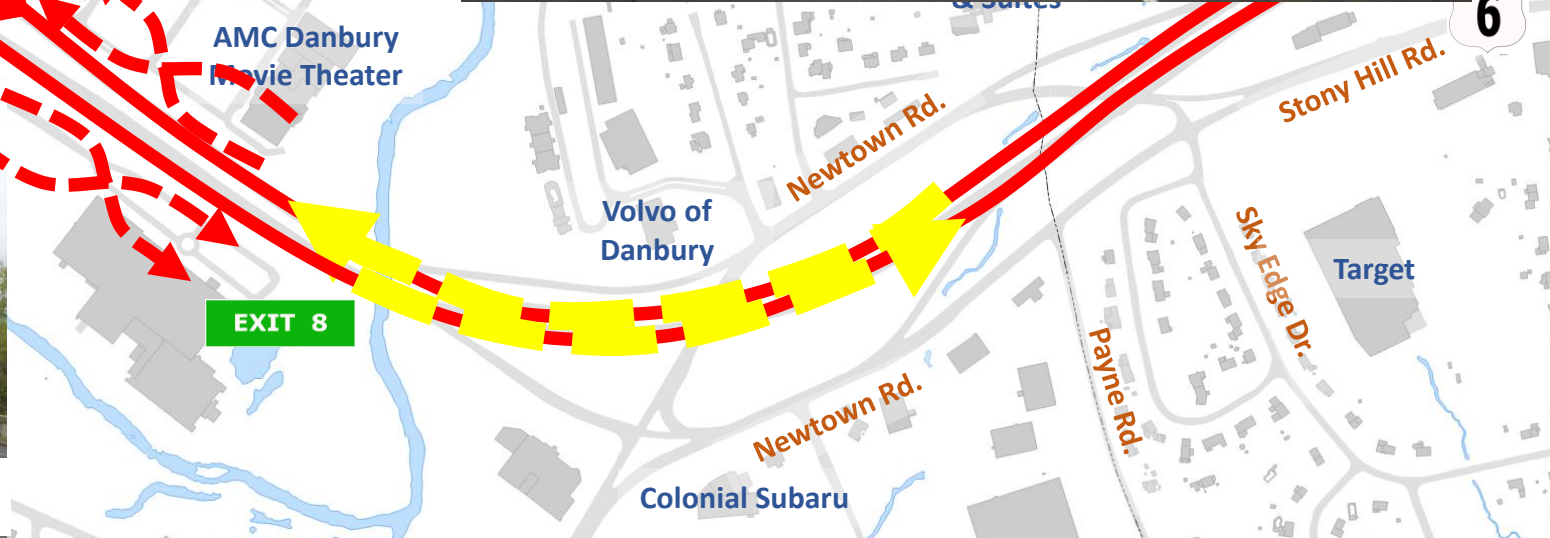 & Suites
6
AMC Danbury
Movie Theater
Stony Hill Rd.
Newtown Rd.
Volvo of
Danbury
Sky Edge Dr.
Target
EXIT 8
Payne Rd.
Newtown Rd.
Colonial Subaru